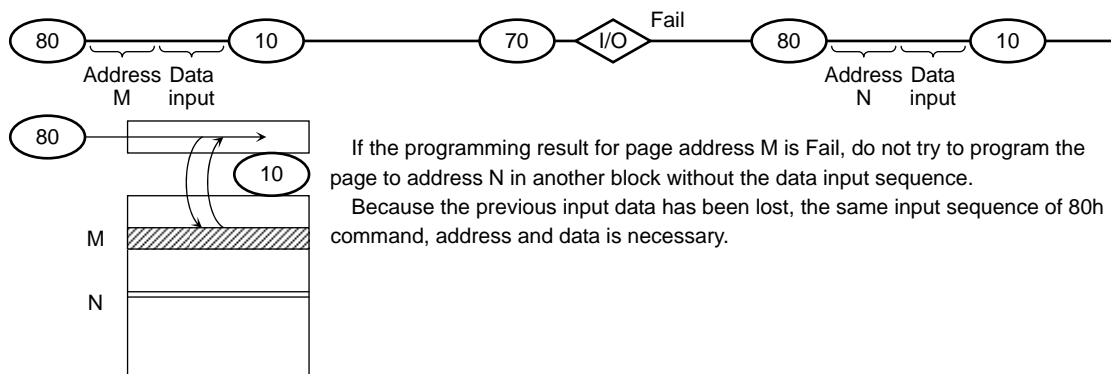 Fail
80 10 70 I/O 80 10
Address Data Address Data
M input N input
80
If the programming result for page address M is Fail, do not try to program the
page to address N in another block without the data input sequence.
10
Because the previous input data has been lost, the same input sequence of 80h
command, address and data is necessary.
M
N